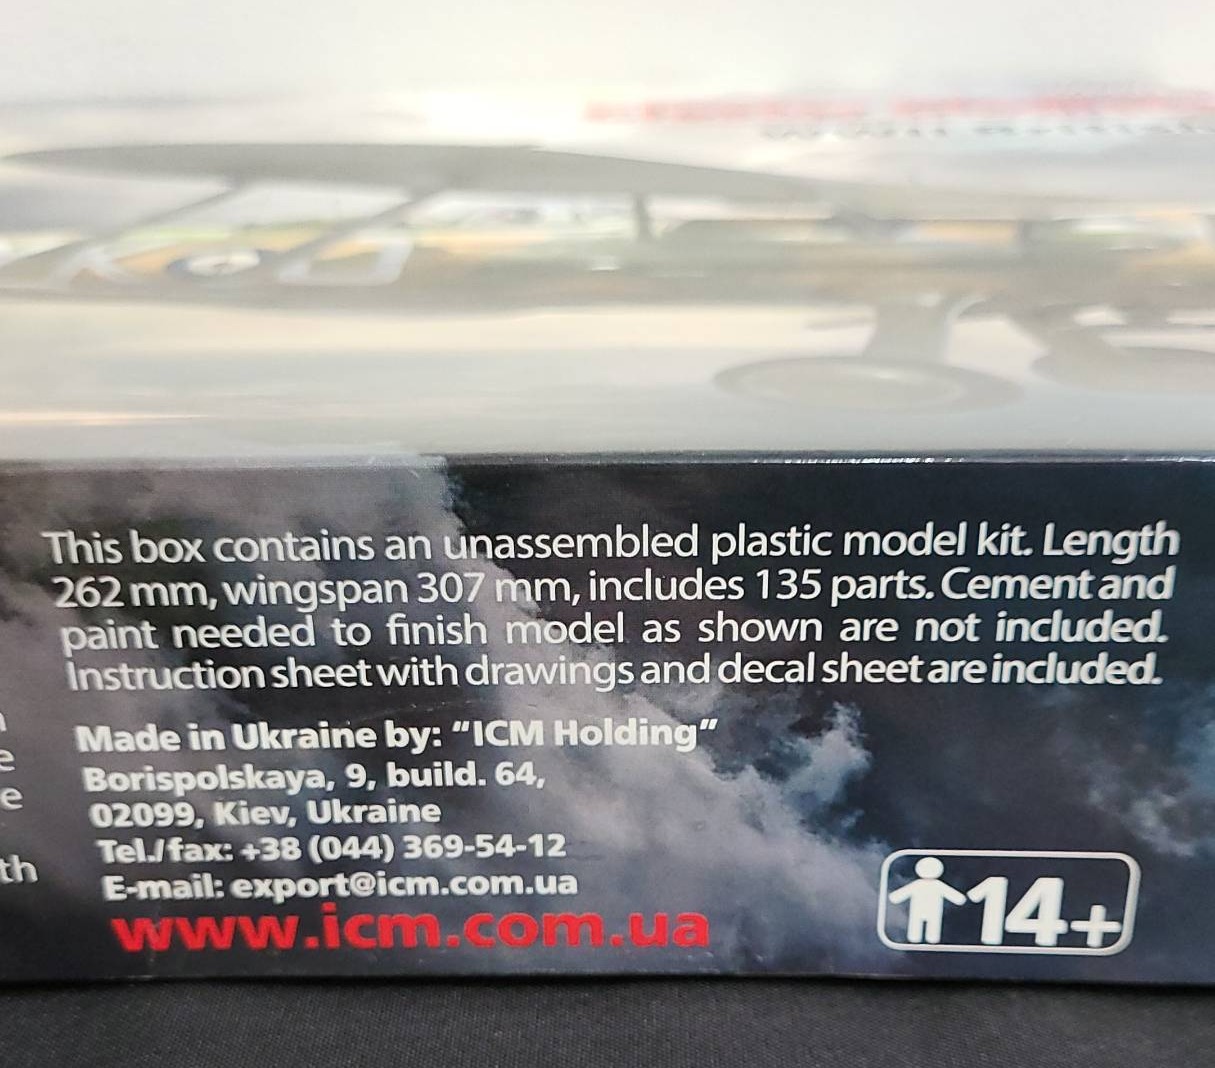 This box contains an unassembled plastic model kit. Length
262 mm, wingspan 307 mm, includes 135 parts. Cement and
paint needed to finish model as shown are not included.
Instruction sheet with drawings and decal sheet are included.
Made in Ukraine by: “ICM Holding”
Borispolskaya, 9, build. 64,
02099, Kiev, Ukraine
Tel./fax: +38 (044) 369-54-12
E-mail: export@icm.com.ua
www.icm.com.ua
14+
e
e
th